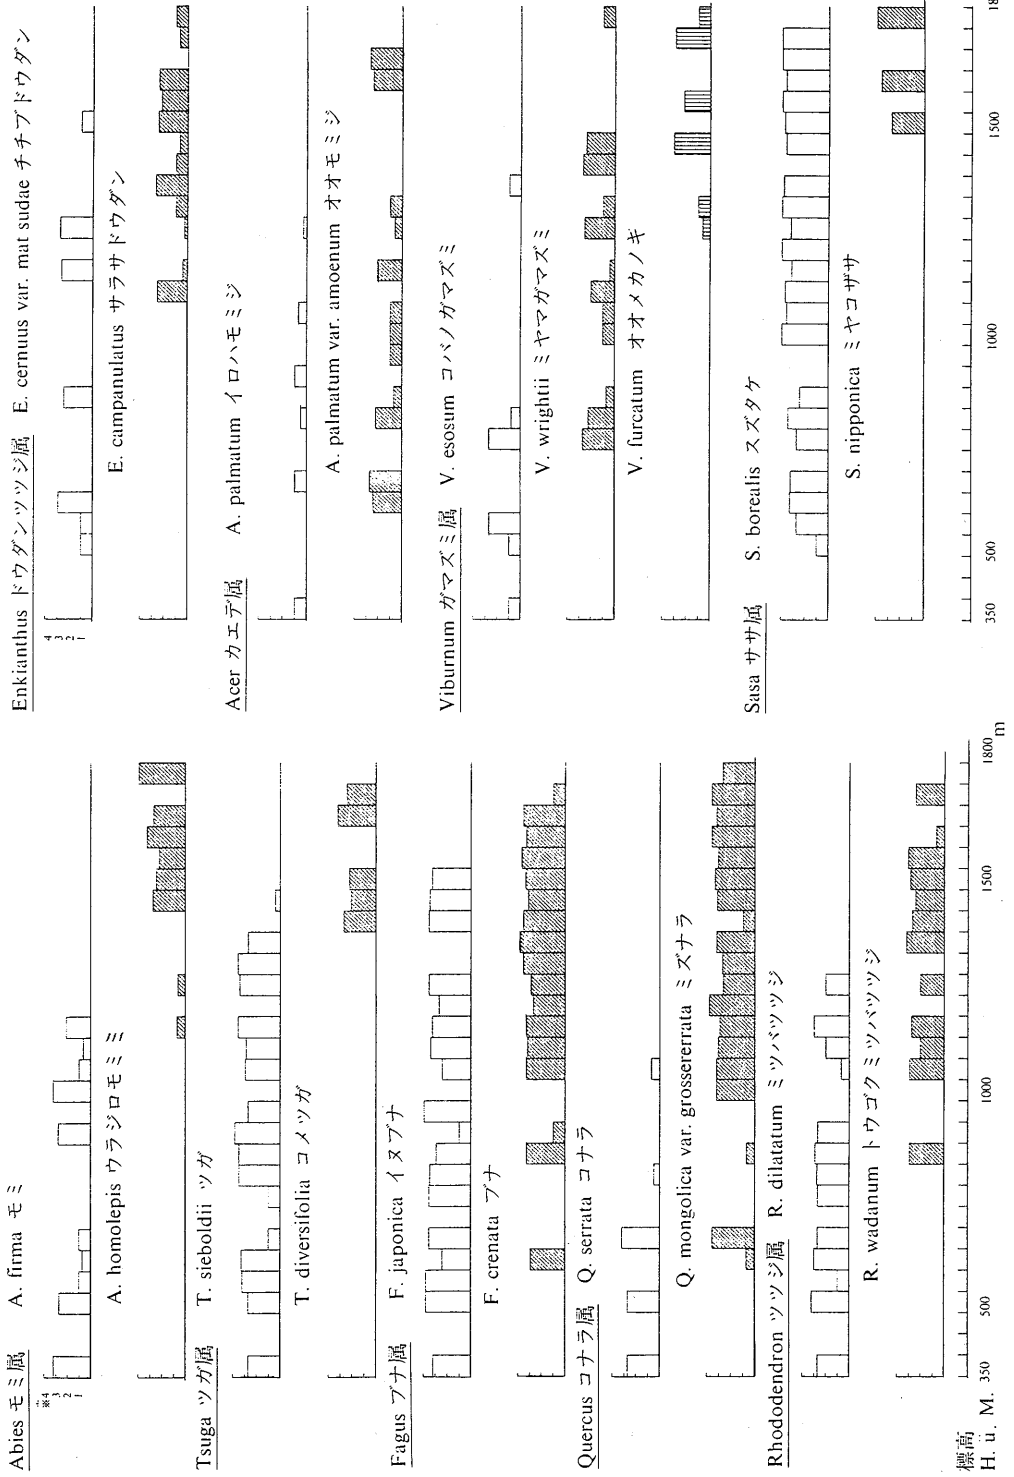 Abies モミ属 A. firma モミ
※4
3
2
1
A. homolepis ウラジロモミミ
Tsuga ツガ属 T. sieboldii ツガ
T. diversifolia コメツガ
Fagus ブナ属 F. japonica イヌブナ
F. crenata ブナ
Quercus コナラ属 Q. serrata コナラ
Q. mongolica var. grossererrata ミズナラ
Rhododendron ツツジ属 R. dilatatum ミツバツツジ
R. wadanum トウゴクミツバツツジ
350 500 1000 1500 1800
標高
H. ü. M. m
Enkianthus ドウダンツツジ属 E. cernuus var. mat sudae チチブドウダン
4
3
2
1
E. campanulatus サラサドウダン
Acer カエデ属 A. palmatum イロハモミジ
A. palmatum var. amoenum オオモミジ
Viburnum ガマズミ属 V. esosum コバノガマズミ
V. wrightii ミヤマガマズミ
V. furcatum オオメカノキ
Sasa ササ属 S. borealis スズタケ
S. nipponica ミヤコザサ
350 500 1000 1500 18